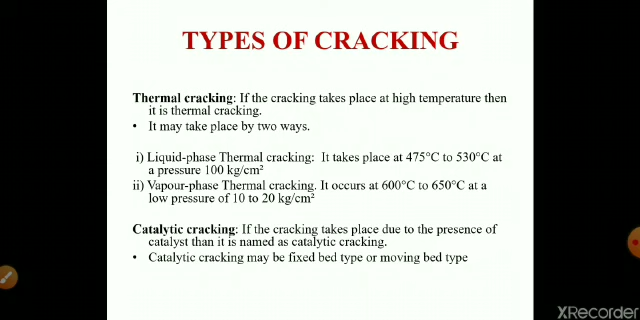 TYPES OF CRACKING
Thermal cracking: If the cracking takes place at high temperature then
it is thermal cracking.
• It may take place by two ways.
i) Liquid-phase Thermal cracking: It takes place at 475°C to 530°C at
a pressure 100 kg/cm²
ii) Vapour-phase Thermal cracking. It occurs at 600°C to 650°C at a
low pressure of 10 to 20 kg/cm²
Catalytic cracking: If the cracking takes place due to the presence of
catalyst than it is named as catalytic cracking.
• Catalytic cracking may be fixed bed type or moving bed type
XRecorder